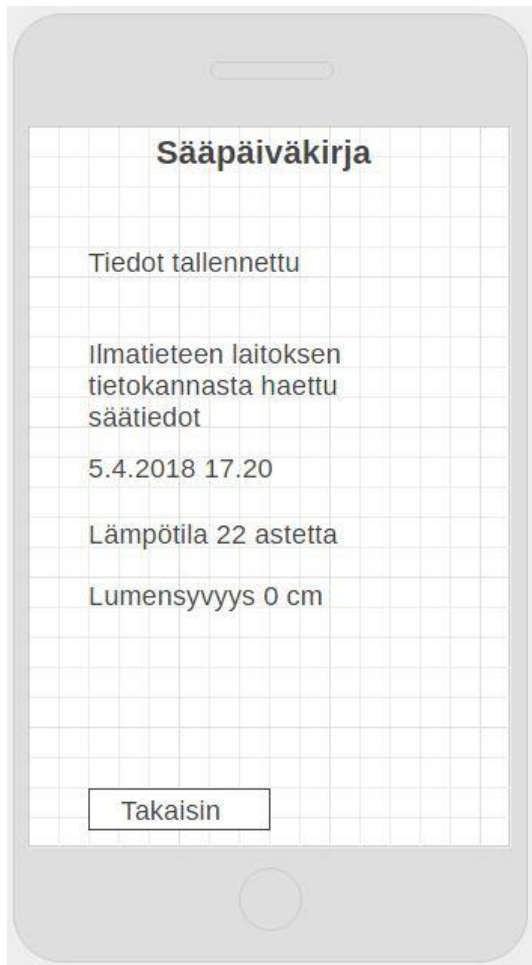 Sääpäiväkirja
Tiedot tallennettu
Ilmatieteen laitoksen
tietokannasta haettu
säätiedot
5.4.2018 17.20
Lämpötila 22 astetta
Lumensyvyys 0 cm
Takaisin